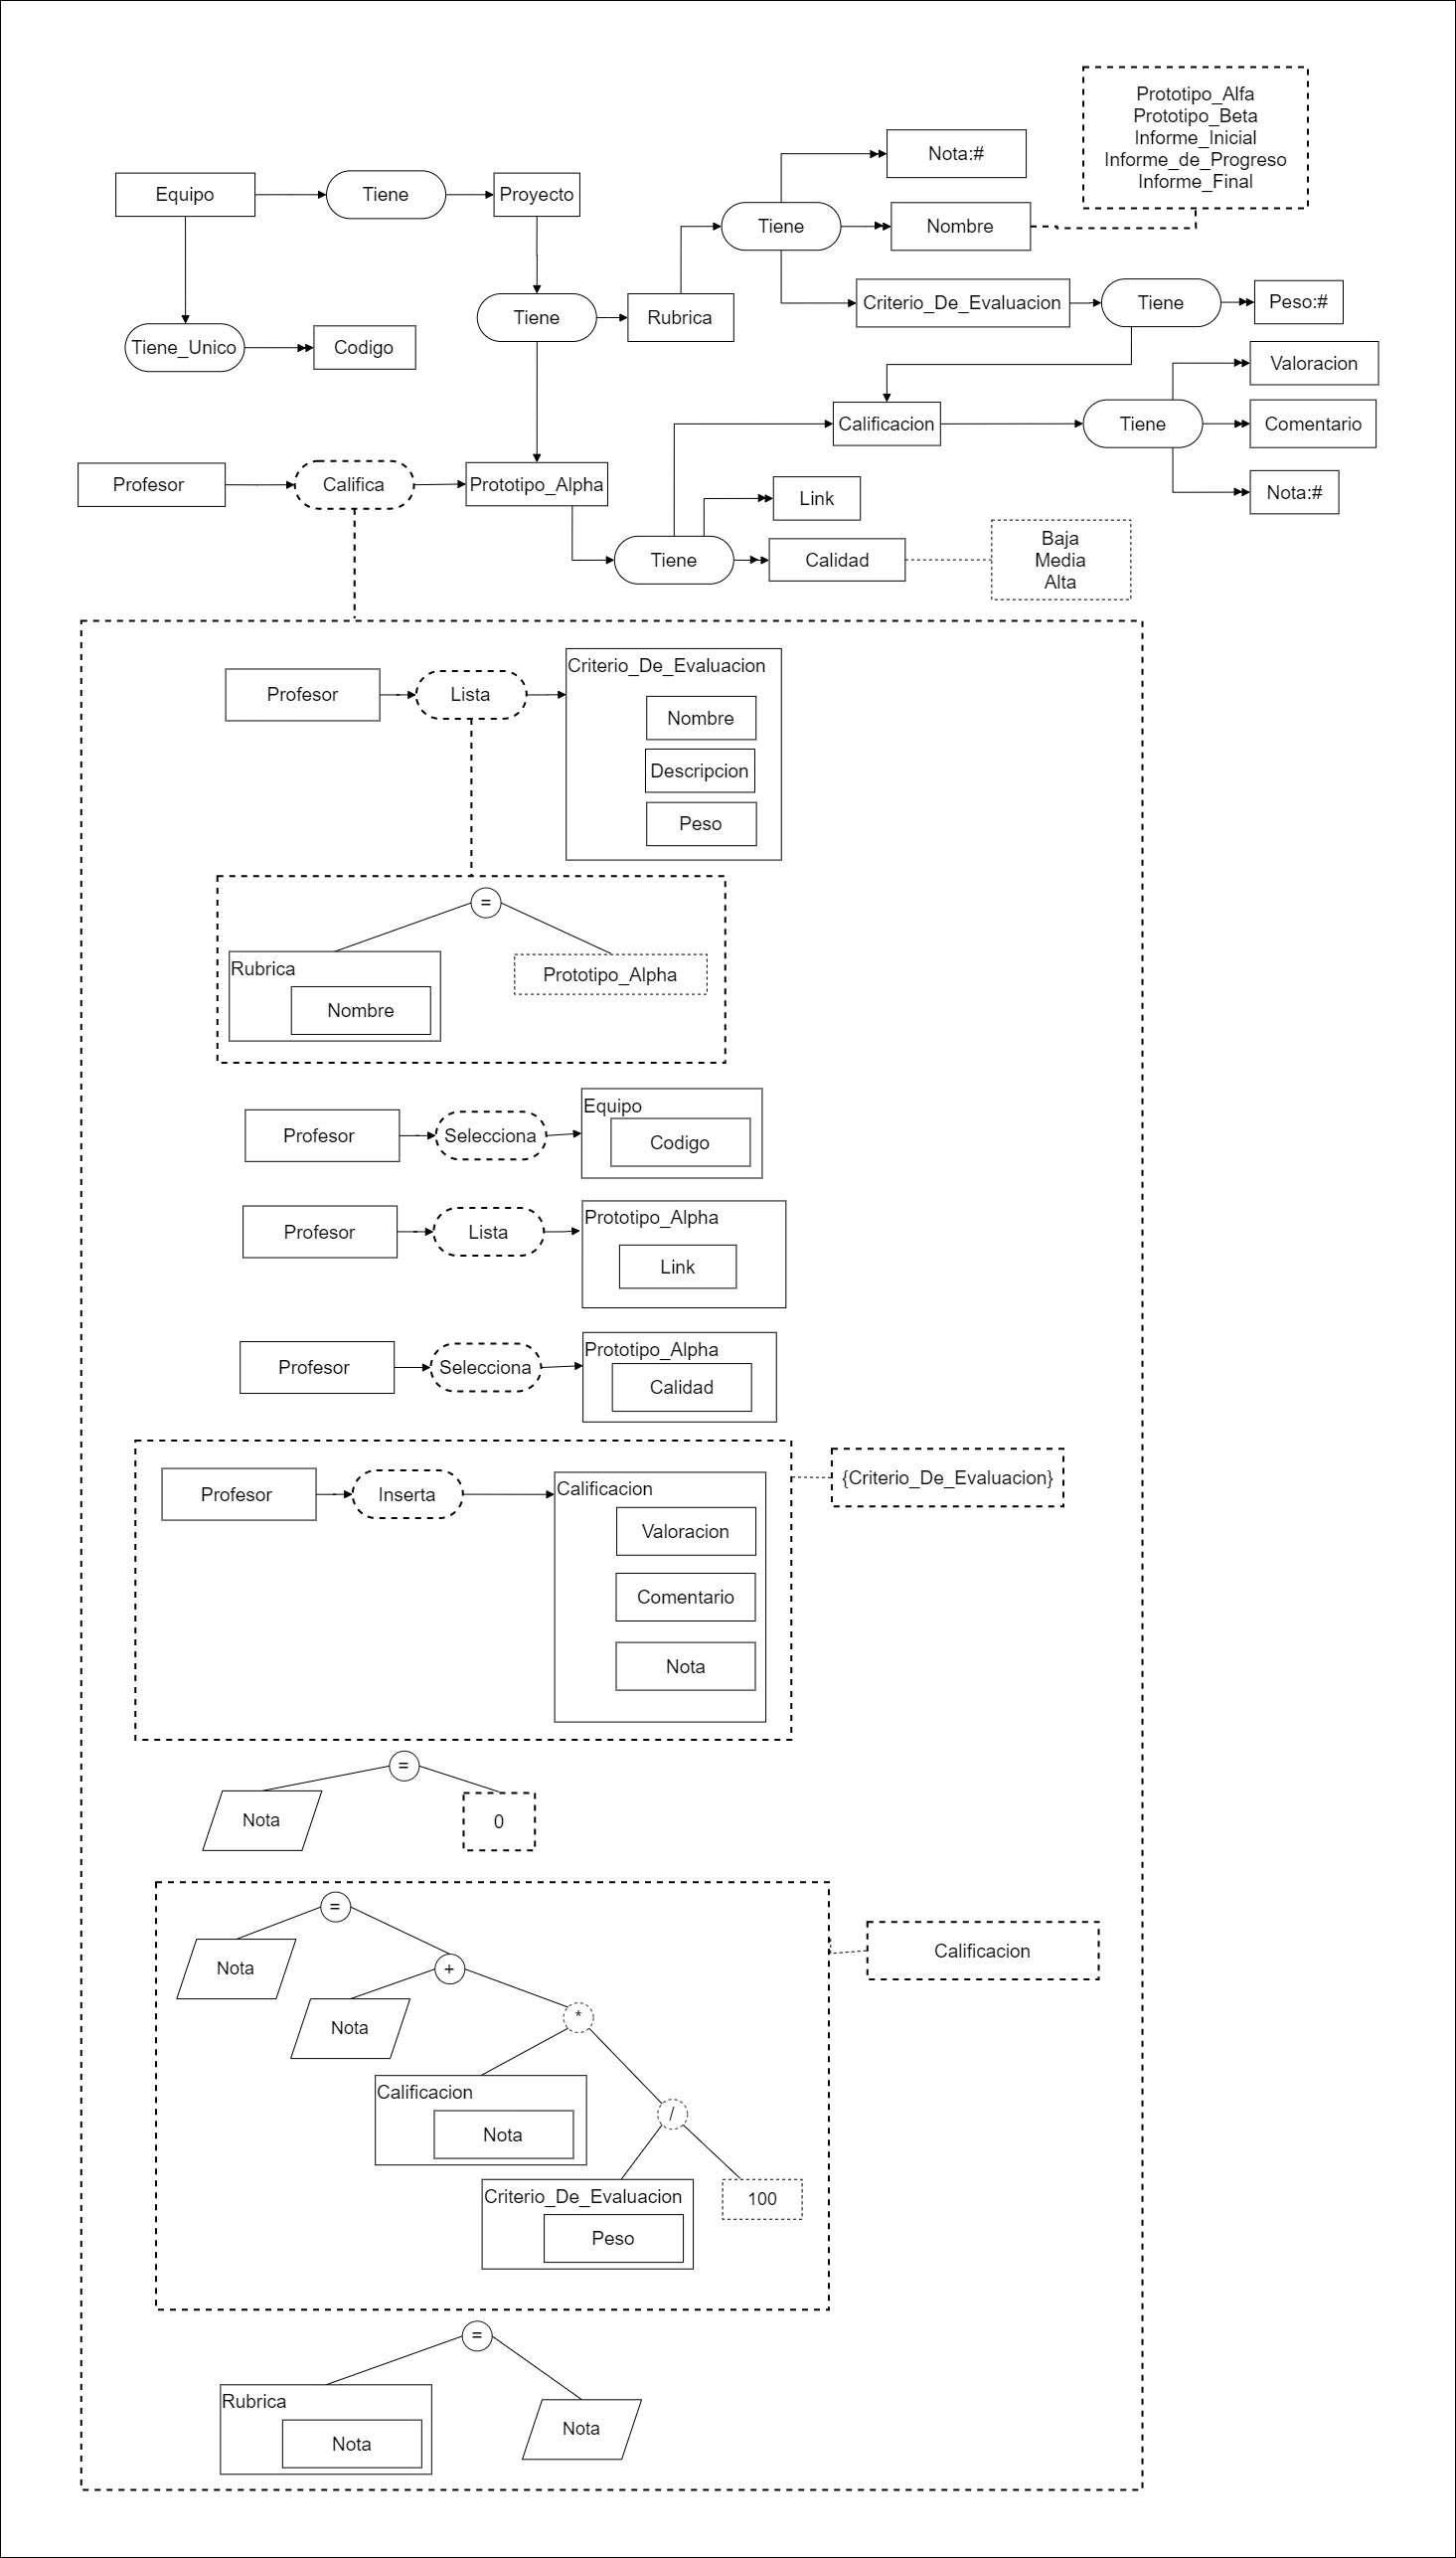 Prototipo_Alfa
Prototipo_Beta
Informe_Inicial
Informe_de_Progreso
Informe_Final
Nota:#
Equipo
Tiene
Proyecto
Tiene
Nombre
Tiene
Rubrica
Criterio_De_Evaluacion
Tiene
Peso:#
Tiene_Unico
Codigo
Valoracion
Calificacion
Tiene
Comentario
Profesor
Califica
Prototipo_Alpha
Link
Nota:#
Tiene
Calidad
Baja
Media
Alta
Profesor
Lista
Criterio_De_Evaluacion
Nombre
Descripcion
Peso
=
Rubrica
Nombre
Prototipo_Alpha
Profesor
Selecciona
Equipo
Codigo
Profesor
Lista
Prototipo_Alpha
Link
Profesor
Selecciona
Prototipo_Alpha
Calidad
Profesor
Inserta
Calificacion
Valoracion
Comentario
Nota
{Criterio_De_Evaluacion}
=
Nota
0
=
Nota
+
Nota
*
Calificacion
Nota
/
Criterio_De_Evaluacion
Peso
100
Calificacion
=
Rubrica
Nota
Nota